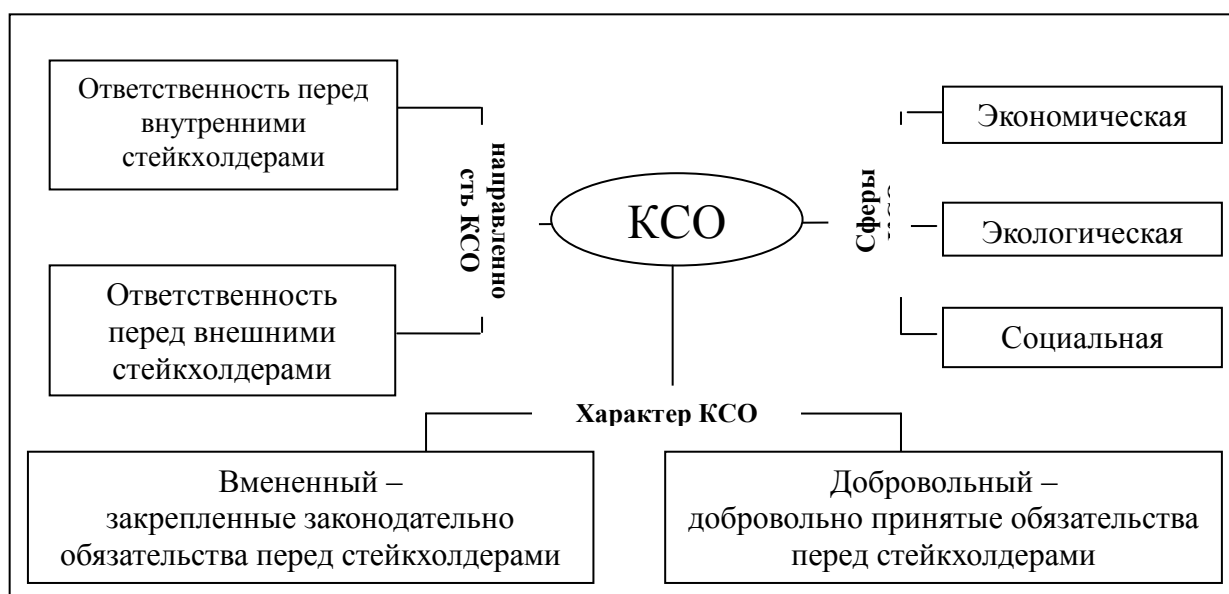 Ответственность перед
внутренними
стейкхолдерами
Ответственность
перед внешними
стейкхолдерами
направленно
сть КСО
КСО
Сферы
Экономическая
Экологическая
Социальная
Характер КСО
Вмененный –
закрепленные законодательно
обязательства перед стейкхолдерами
Добровольный –
добровольно принятые обязательства
перед стейкхолдерами